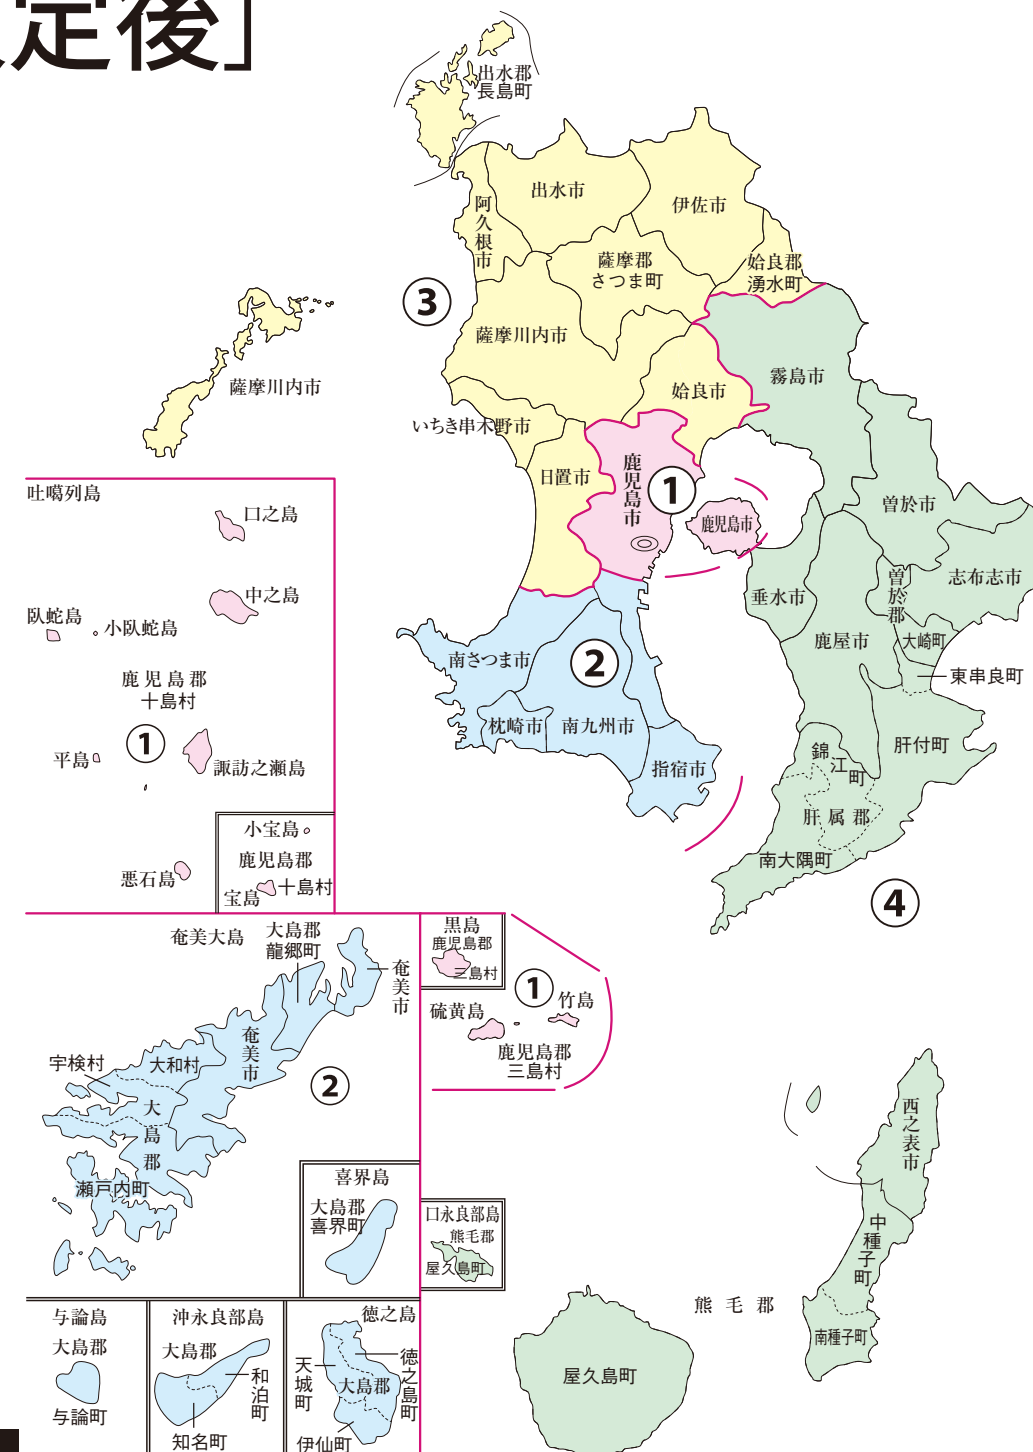 定後」
出水郡
長島町
出水市
阿久根市
伊佐市
薩摩郡
さつま町
姶良郡
湧水町
③
薩摩川内市
薩摩川内市
霧島市
姶良市
いちき串木野市
日置市
鹿児島市
①
鹿児島市
曽於市
曽於郡
志布志市
垂水市
鹿屋市
大崎町
東串良町
南さつま市
②
枕崎市
南九州市
指宿市
肝付町
錦江町
肝属郡
南大隅町
④
吐噶列島
口之島
中之島
臥蛇島
小臥蛇島
鹿児島郡
十島村
①
平島
諏訪之瀬島
悪石島
小宝島
鹿児島郡
宝島
十島村
奄美大島
大島郡
龍郷町
奄美市
奄美市
宇検村
大和村
②
大島郡
瀬戸内町
喜界島
大島郡
喜界町
黒島
鹿児島郡
三島村
①
硫黄島
竹島
鹿児島郡
三島村
口永良部島
熊毛郡
屋久島町
西之表市
中種子町
熊毛郡
南種子町
屋久島町
与論島
大島郡
与論町
沖永良部島
大島郡
和泊町
知名町
徳之島
天城町
大島郡
徳之島町
伊仙町